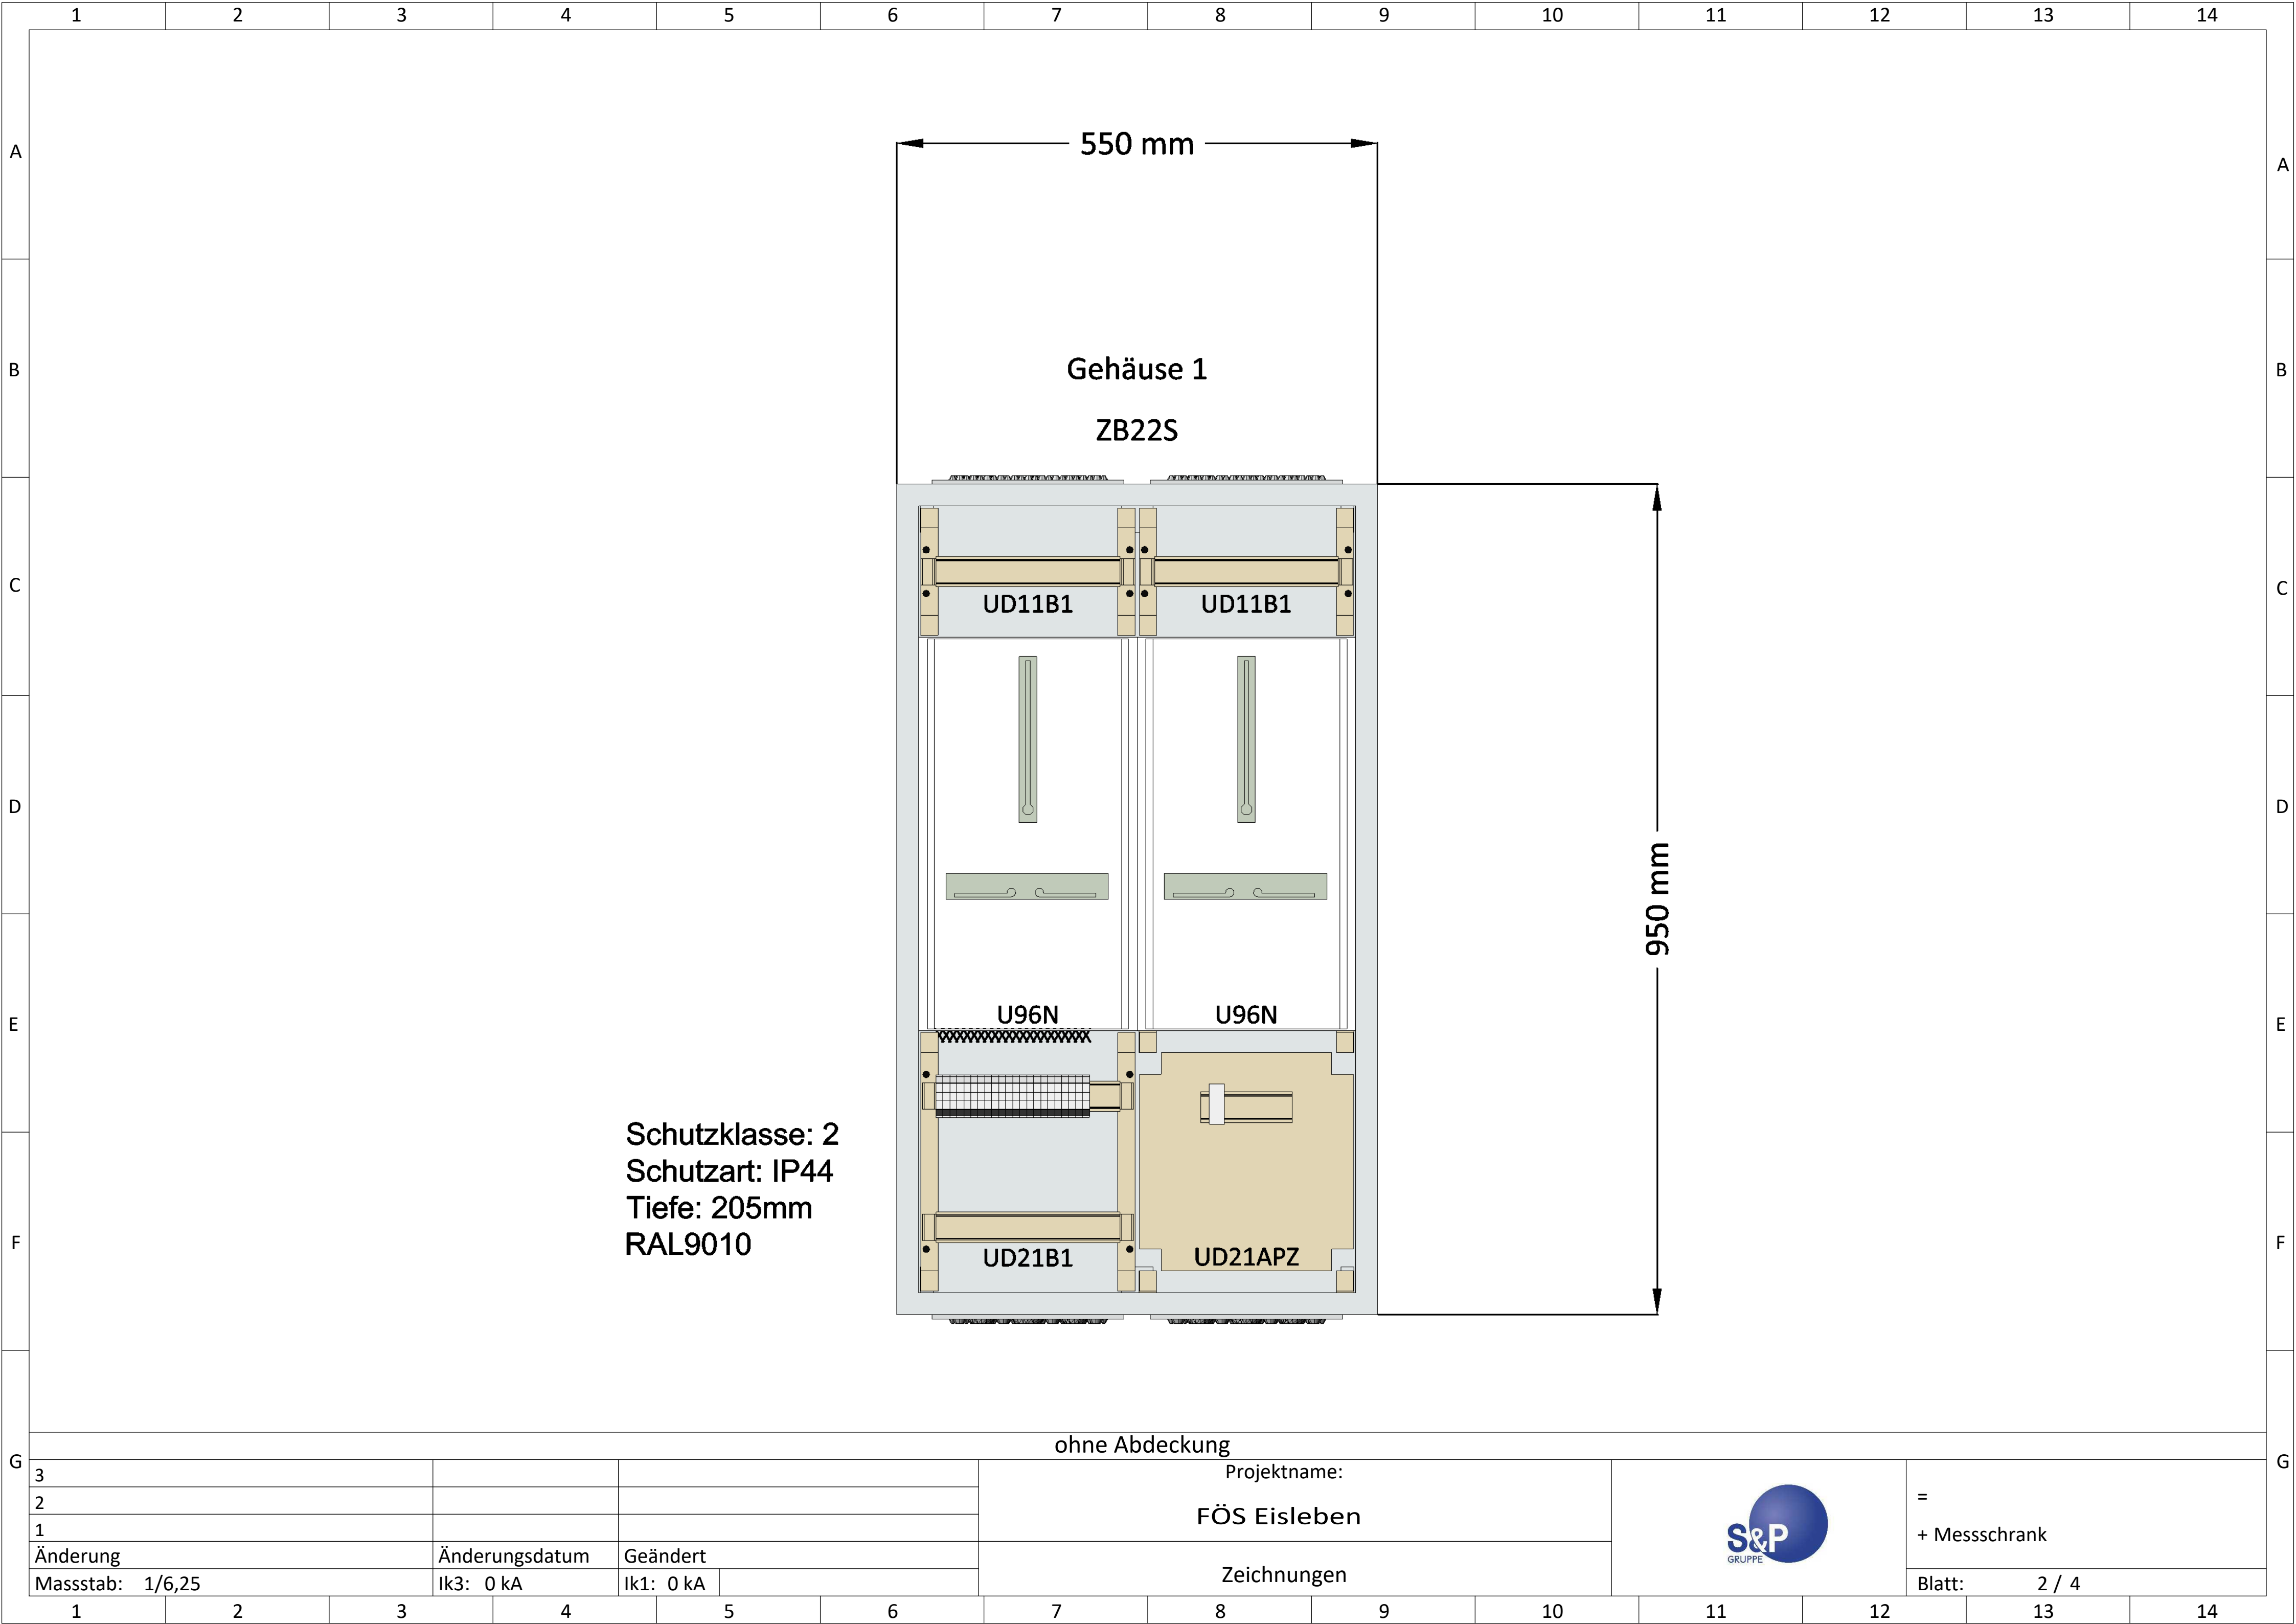 1 2 3 4 5 6 7 8 9 10 11 12 13 14
550 mm
A A
Gehäuse 1
B B
ZB22S
C C
UD11B1 UD11B1
D D
950 mm
U96N U96N
E E
Schutzklasse: 2
Schutzart: IP44
Tiefe: 205mm
RAL9010
F F
UD21B1 UD21APZ
ohne Abdeckung
G G
3
2
1
Änderung Änderungsdatum Geändert
Massstab: 1/6,25 Ik3: 0 kA Ik1: 0 kA
Projektname:
FÖS Eisleben
Zeichnungen
S&P
GRUPPE
=
+ Messschrank
Blatt: 2 / 4
1 2 3 4 5 6 7 8 9 10 11 12 13 14